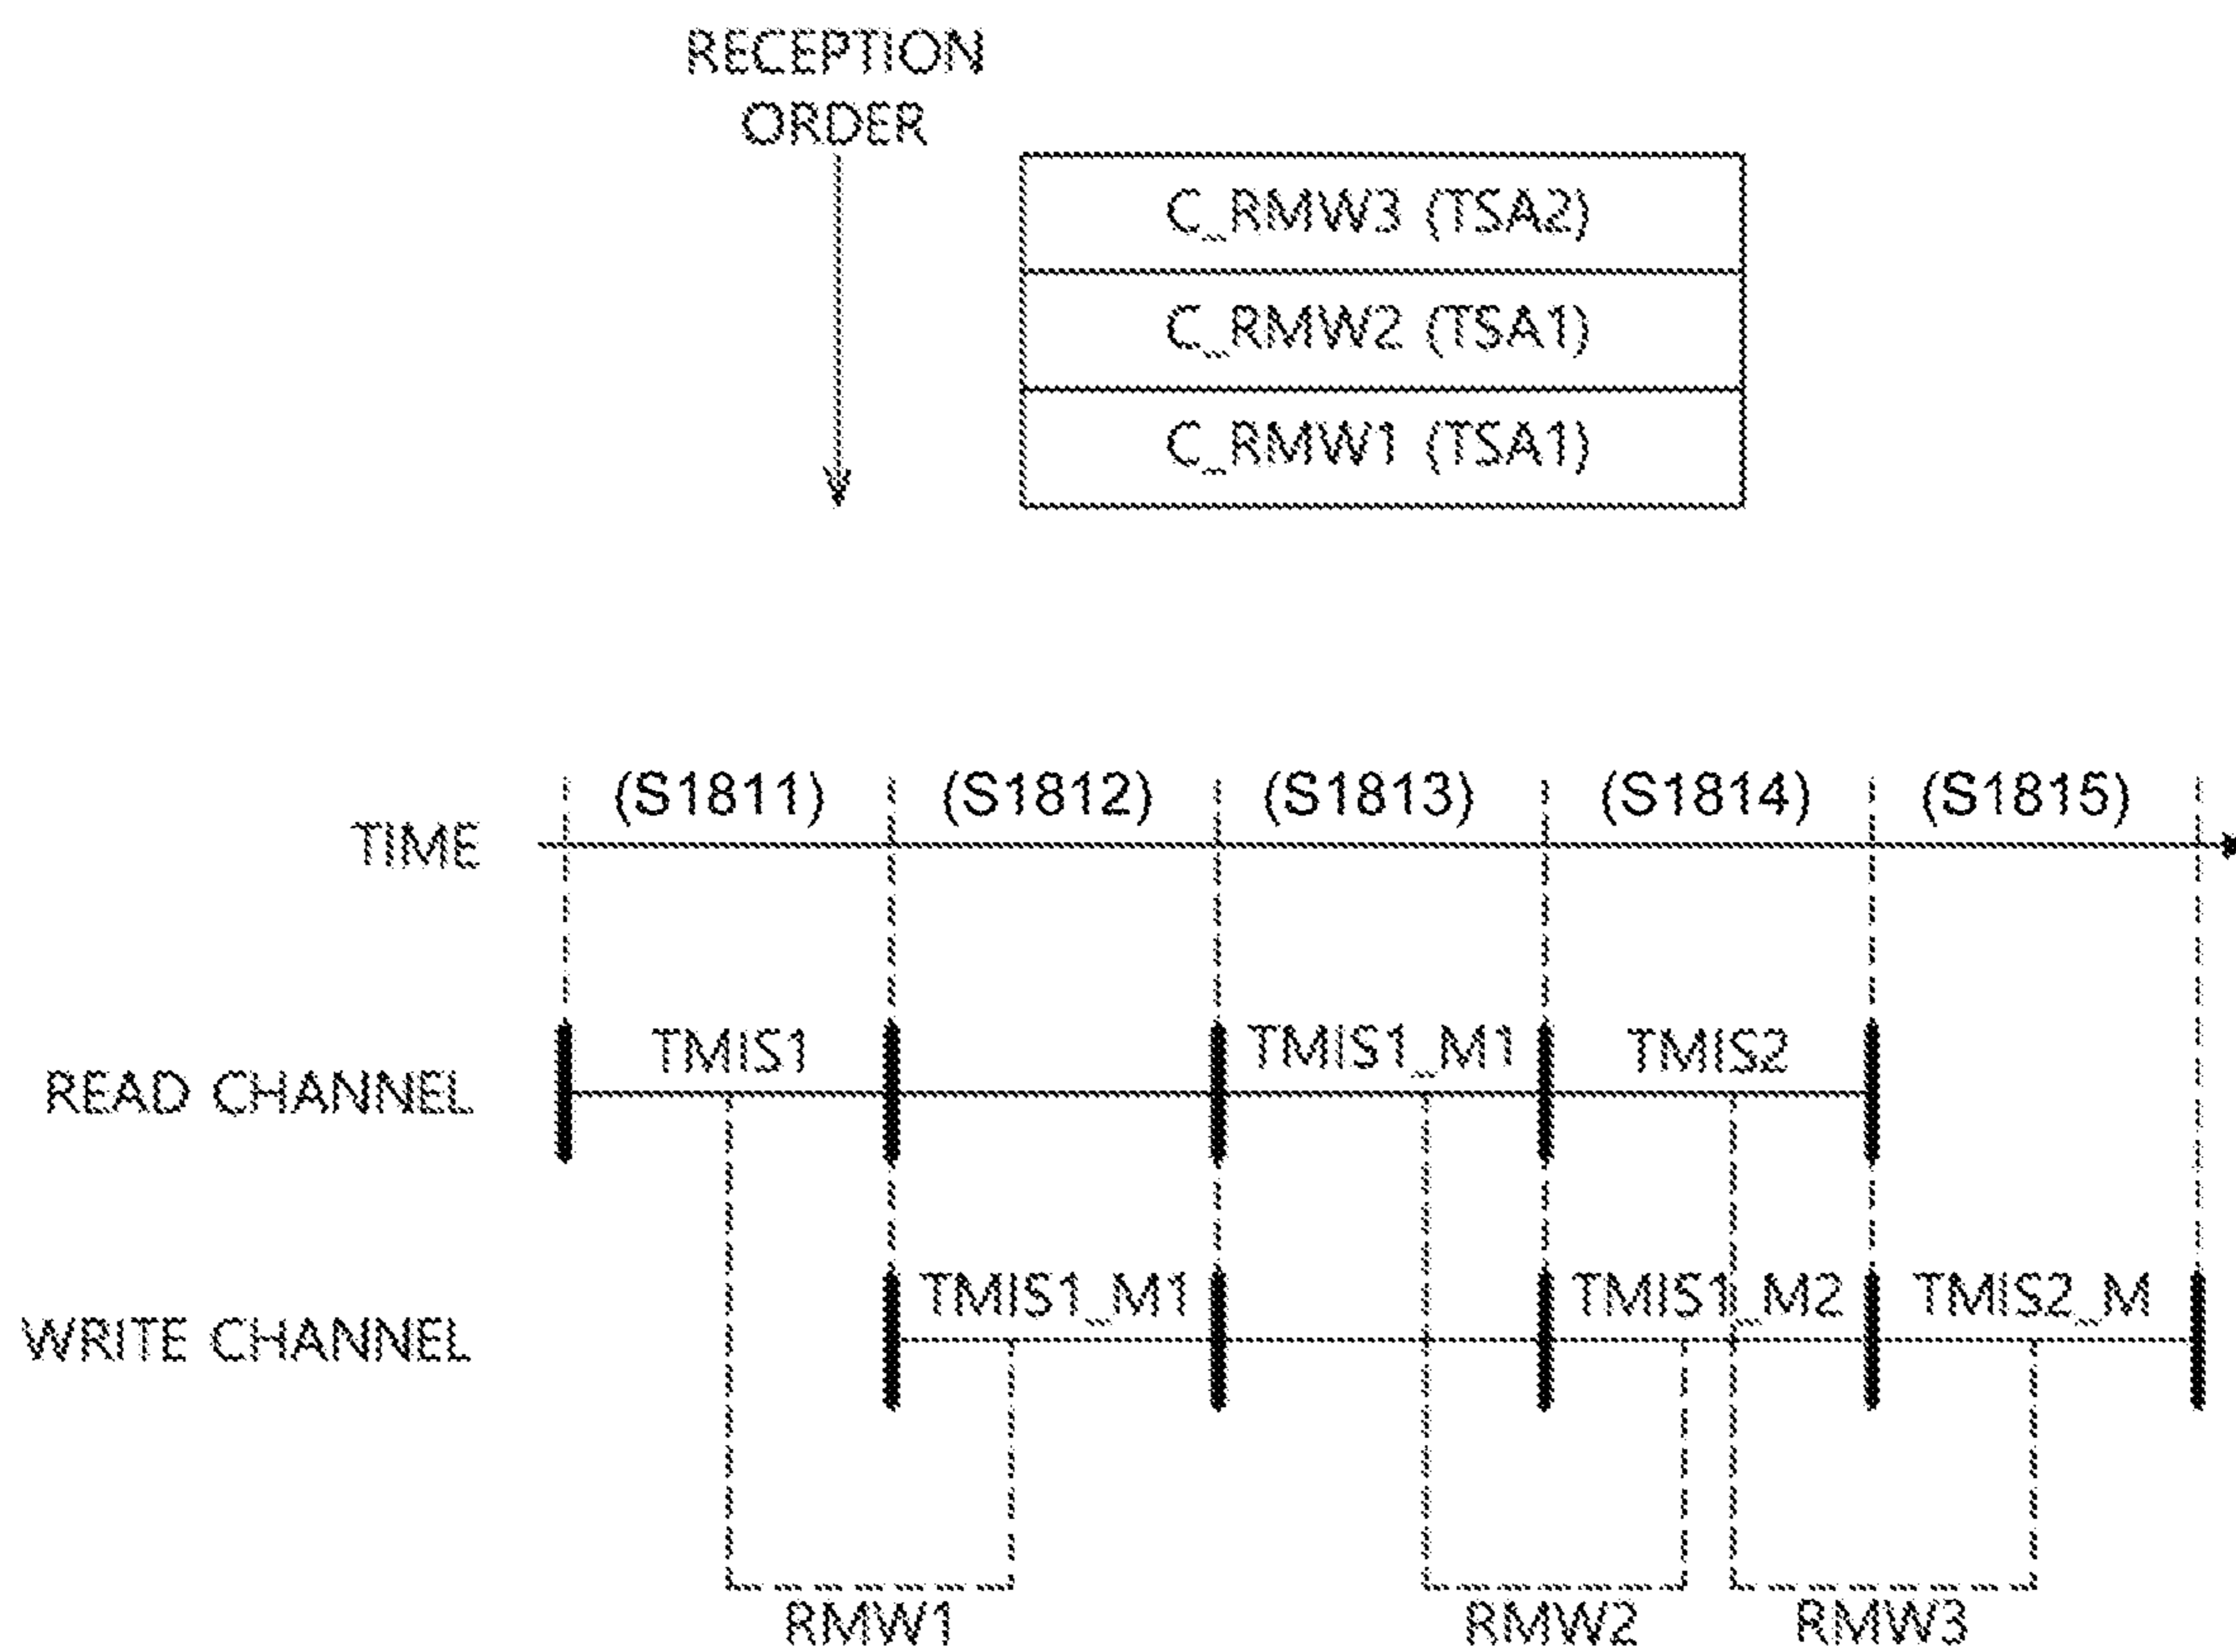 RECEPTION
ORDER
C_RMW3 (TSA2)
C_RMW2 (TSA1)
C_RMW1 (TSA1)
(S1811) (S1812) (S1813) (S1814) (S1815)
TIME
TMIS1 TMIS1_M1 TMIS2
READ CHANNEL
TMIS1_M1 TMIS1_M2 TMIS2_M
WRITE CHANNEL
RMW1 RMW2 RMW3